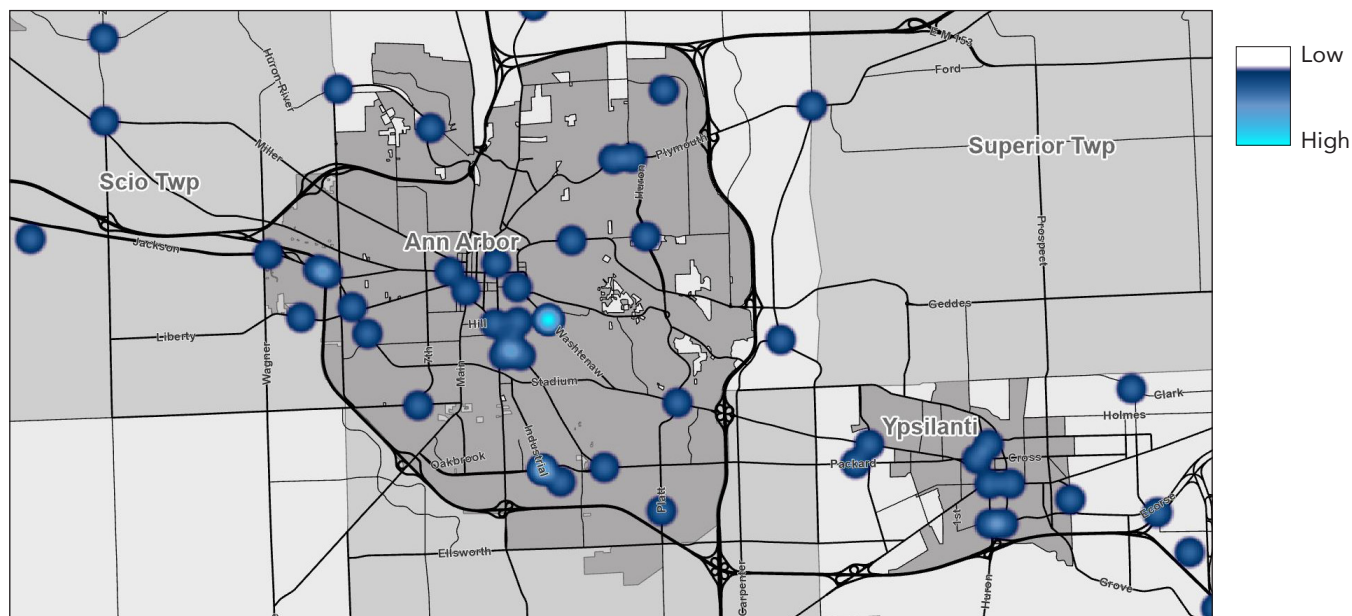 E M 153
Low
High
Huron River
Ford
Miller
Plymouth
Superior Twp
Scio Twp
Huron
Prospect
Jackson
Ann Arbor
Geddes
Liberty
Hill
Washtenaw
Wagner
7th
Main
Stadium
Clark
Holmes
Ypsilanti
Oakbrook
Industrial
Packard
Cross
Platt
1st
Ecorse
Ellsworth
Carpenter
Huron
Grove